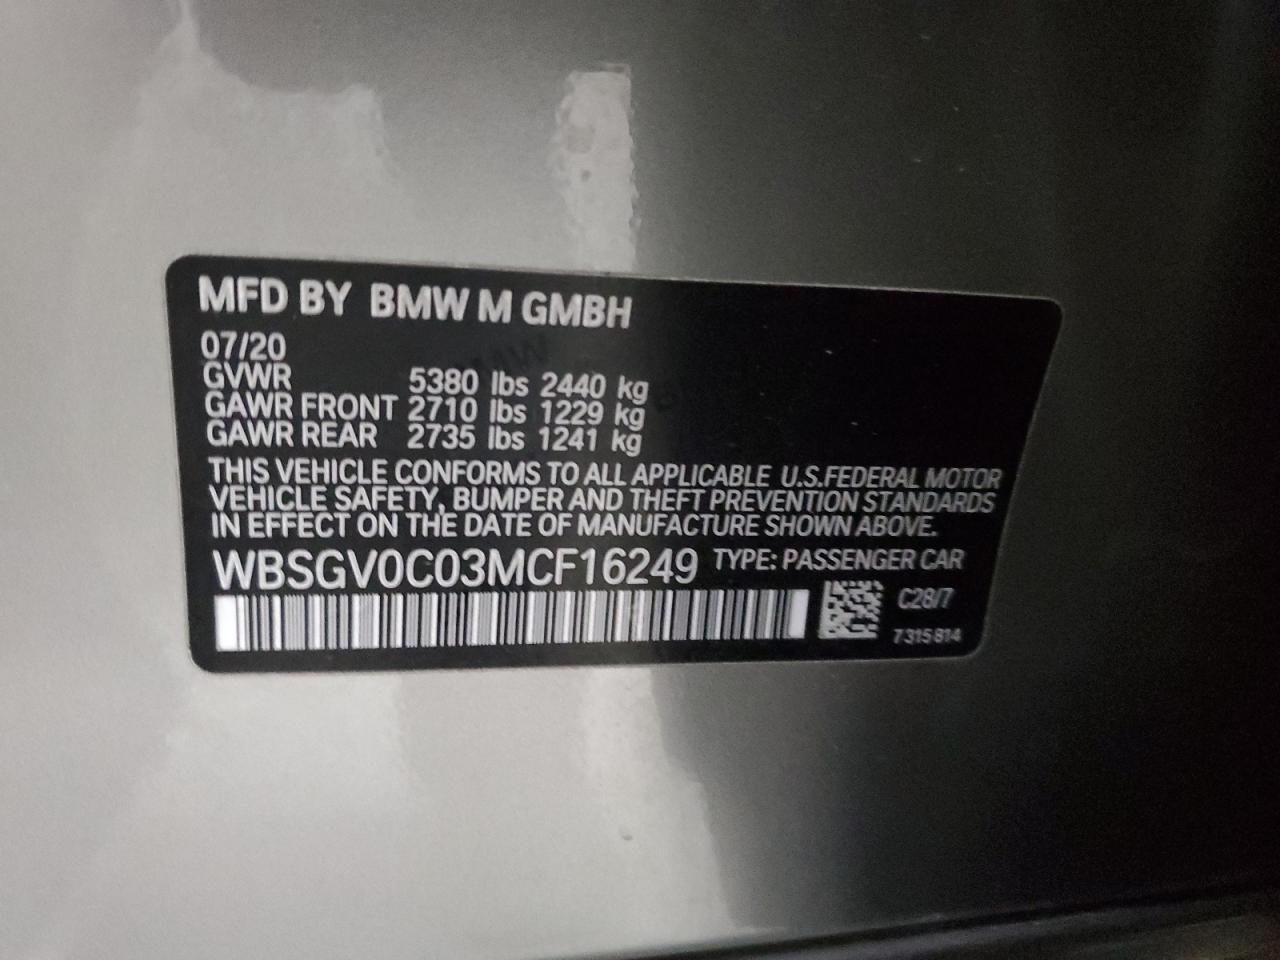 MFD BY BMW M GMBH
07/20
GVWR 5380 lbs 2440 kg
GAWR FRONT 2710 lbs 1229 kg
GAWR REAR 2735 lbs 1241 kg
THIS VEHICLE CONFORMS TO ALL APPLICABLE U.S.FEDERAL MOTOR
VEHICLE SAFETY, BUMPER AND THEFT PREVENTION STANDARDS
IN EFFECT ON THE DATE OF MANUFACTURE SHOWN ABOVE.
WBSGV0C03MCF16249 TYPE: PASSENGER CAR
C28/7
7315814